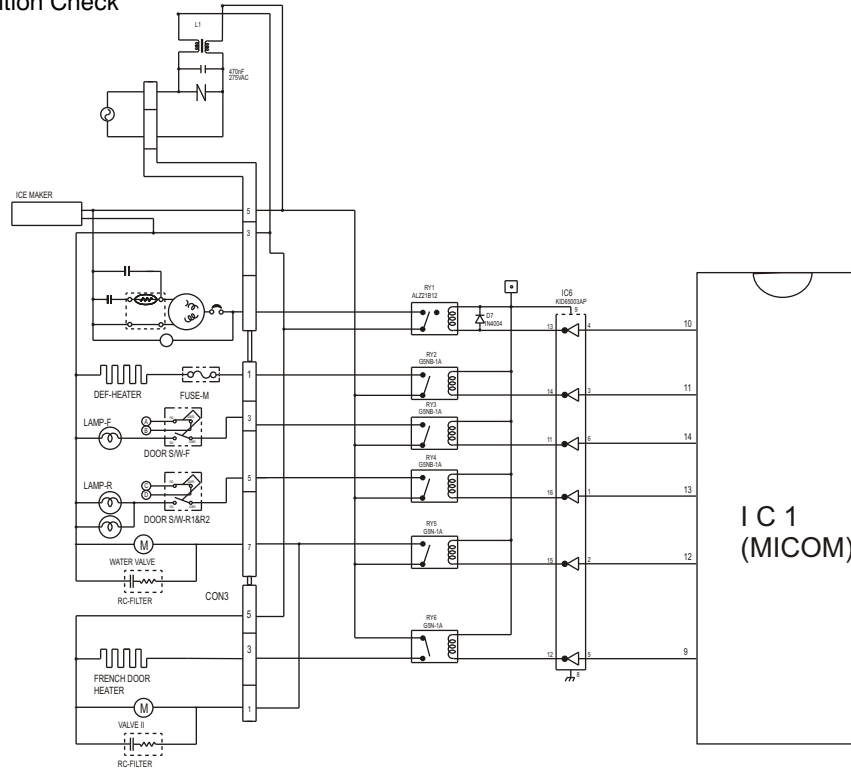 ition Check
L1
470nF
275VAC
ICE MAKER
5
3
RY1
ALZ21B12
D7
1N4004
IC6
KID65003AP
9
13
4
10
RY2
G5NB-1A
1
14
3
11
DEF-HEATER
FUSE-M
RY3
G5NB-1A
LAMP-F
A
B
3
11
6
14
DOOR S/W-F
RY4
G5NB-1A
LAMP-R
C
D
5
16
1
13
DOOR S/W-R1&R2
RY5
G5N-1A
M
7
15
2
12
WATER VALVE
I C 1
(MICOM)
RC-FILTER
CON3
5
RY6
G5N-1A
3
12
5
9
8
FRENCH DOOR
HEATER
M
1
VALVE II
RC-FILTER